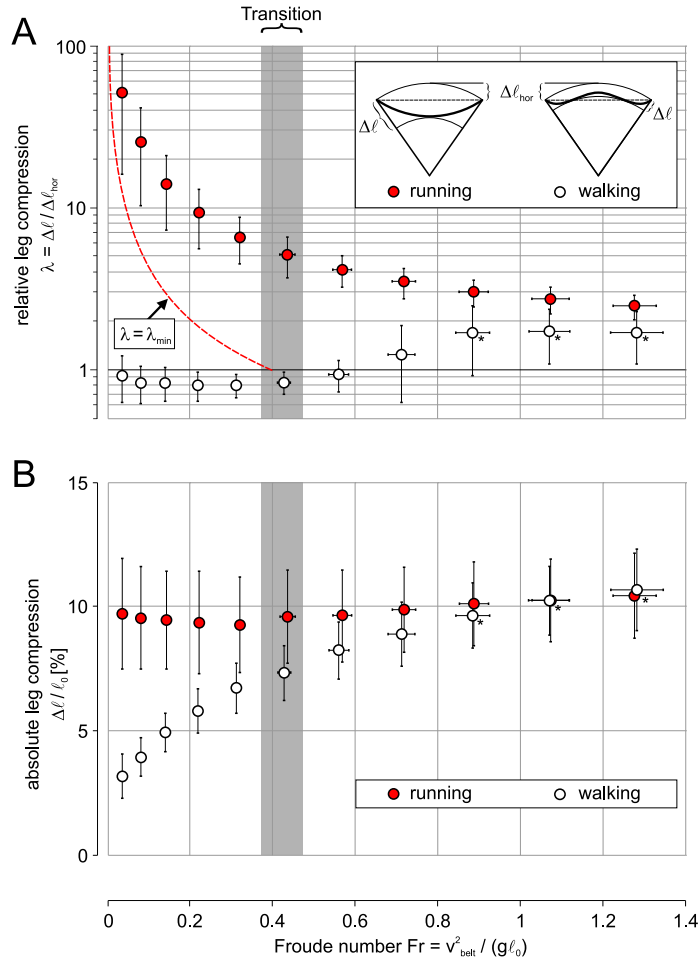 Transition
A
100
10
1
relative leg compression
λ = Δℓ / Δℓhor
Δℓ
Δℓhor
Δℓ
running
walking
λ = λmin
*
*
*
B
15
10
5
0
absolute leg compression
Δℓ / ℓ0 [%]
*
*
*
running
walking
0
0.2
0.4
0.6
0.8
1
1.2
1.4
Froude number Fr = v²belt / (gℓ0)